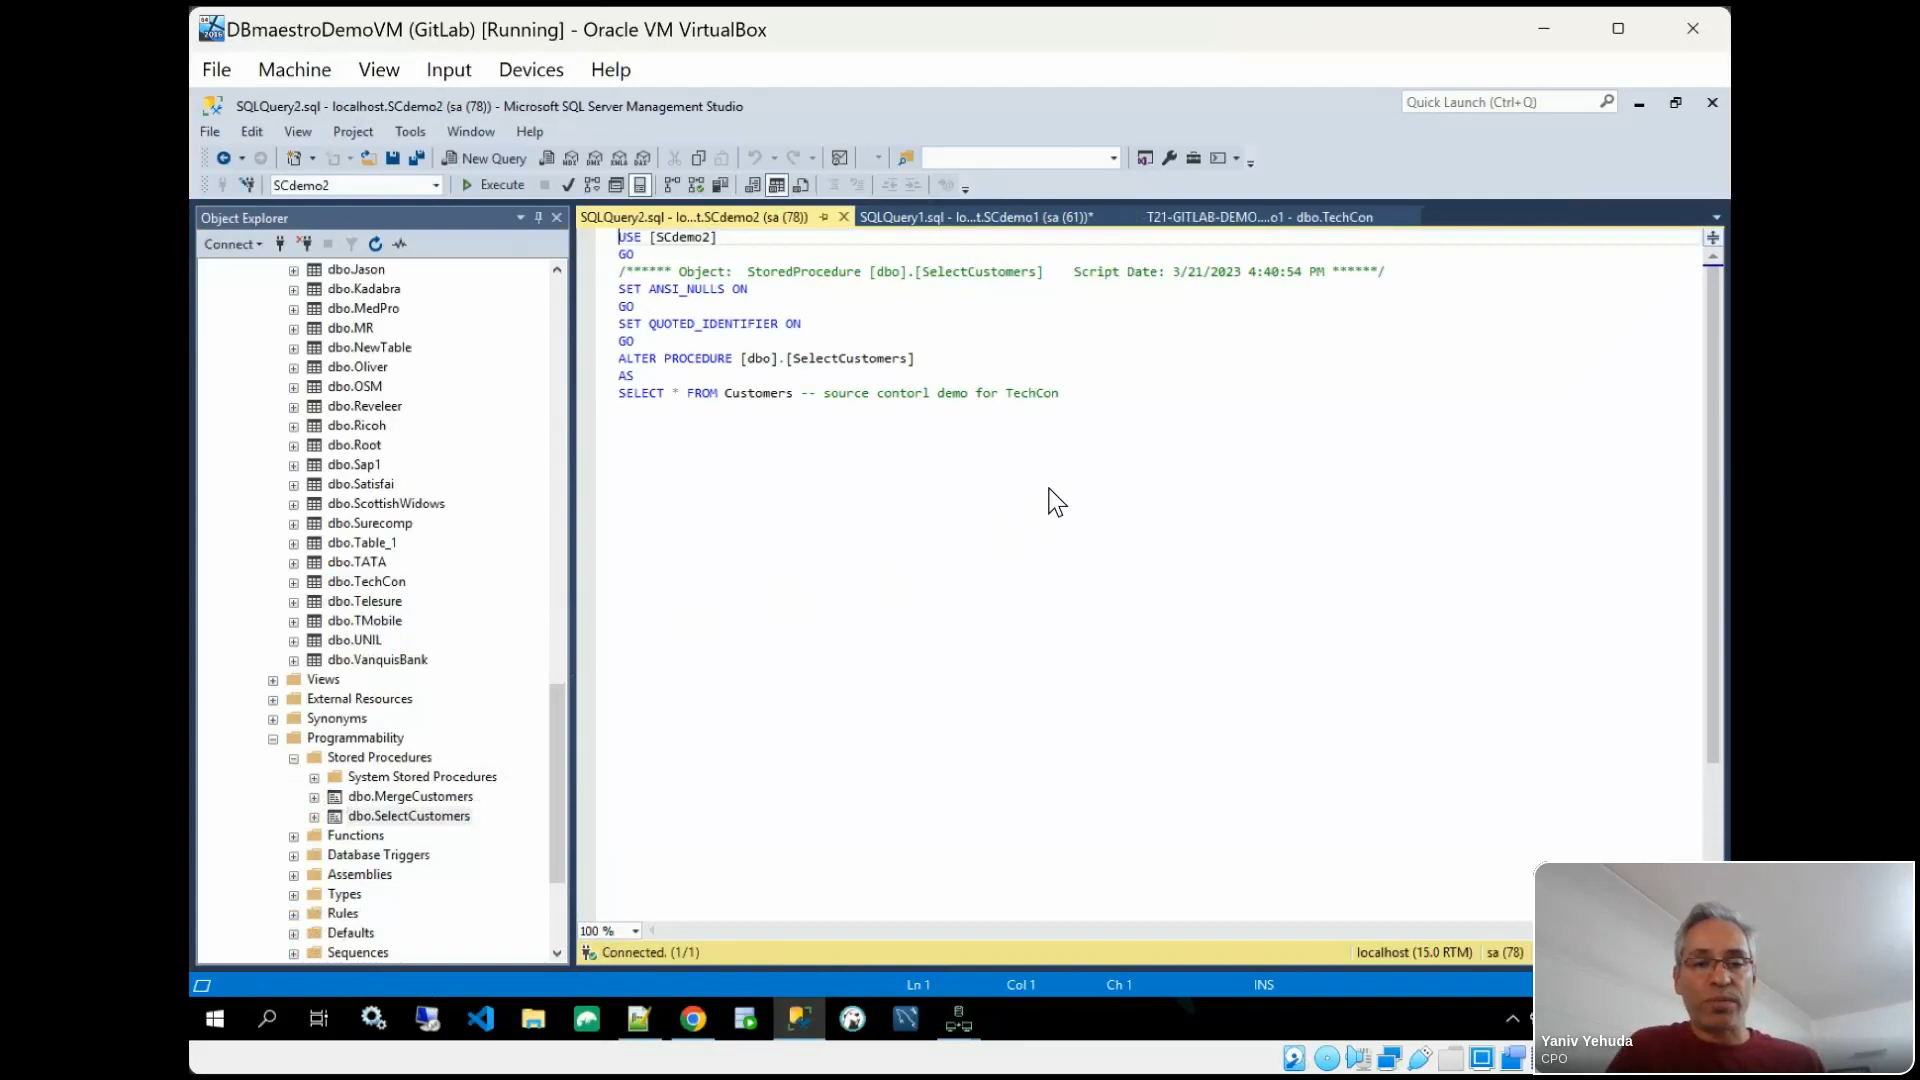 DBmaestroDemoVM (GitLab) [Running] - Oracle VM VirtualBox
File Machine View Input Devices Help
SQLQuery2.sql - localhost.SCdemo2 (sa (78)) - Microsoft SQL Server Management Studio
Quick Launch (Ctrl+Q)
File Edit View Project Tools Window Help
New Query
SCdemo2
Execute
Object Explorer
SQLQuery2.sql - lo...t.SCdemo2 (sa (78))
SQLQuery1.sql - lo...t.SCdemo1 (sa (61))*
T21-GITLAB-DEMO....o1 - dbo.TechCon
Connect
dbo.Jason
dbo.Kadabra
dbo.MedPro
dbo.MR
dbo.NewTable
dbo.Oliver
dbo.OSM
dbo.Reveleer
dbo.Ricoh
dbo.Root
dbo.Sap1
dbo.Satisfai
dbo.ScottishWidows
dbo.Surecomp
dbo.Table_1
dbo.TATA
dbo.TechCon
dbo.Telesure
dbo.TMobile
dbo.UNIL
dbo.VanquisBank
Views
External Resources
Synonyms
Programmability
Stored Procedures
System Stored Procedures
dbo.MergeCustomers
dbo.SelectCustomers
Functions
Database Triggers
Assemblies
Types
Rules
Defaults
Sequences
USE [SCdemo2]
GO
/****** Object:  StoredProcedure [dbo].[SelectCustomers]    Script Date: 3/21/2023 4:40:54 PM ******/
SET ANSI_NULLS ON
GO
SET QUOTED_IDENTIFIER ON
GO
ALTER PROCEDURE [dbo].[SelectCustomers]
AS
SELECT * FROM Customers -- source contorl demo for TechCon
100 %
Connected. (1/1)
localhost (15.0 RTM)
sa (78)
Ln 1
Col 1
Ch 1
INS
Yaniv Yehuda
CPO